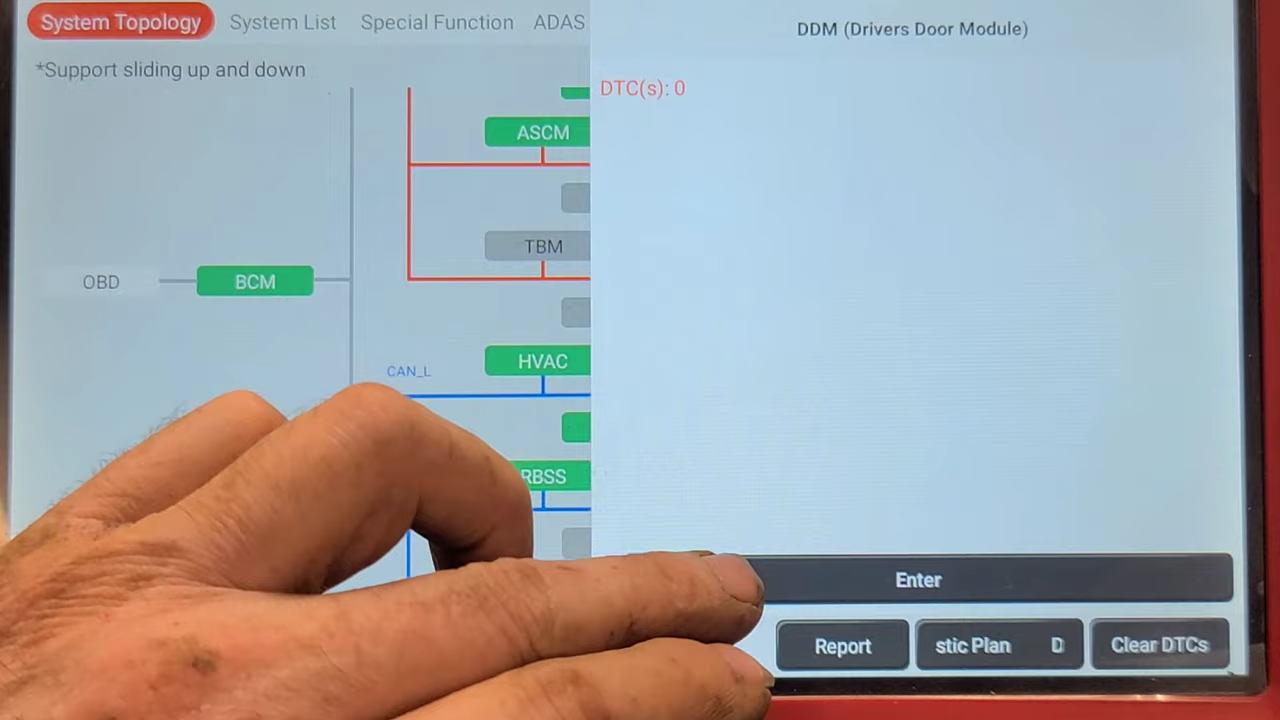 System Topology System List Special Function ADAS
DDM (Drivers Door Module)
*Support sliding up and down
DTC(s): 0
ASCM
TBM
OBD
BCM
HVAC
CAN_L
RBSS
Enter
Report
stic Plan D
Clear DTCs